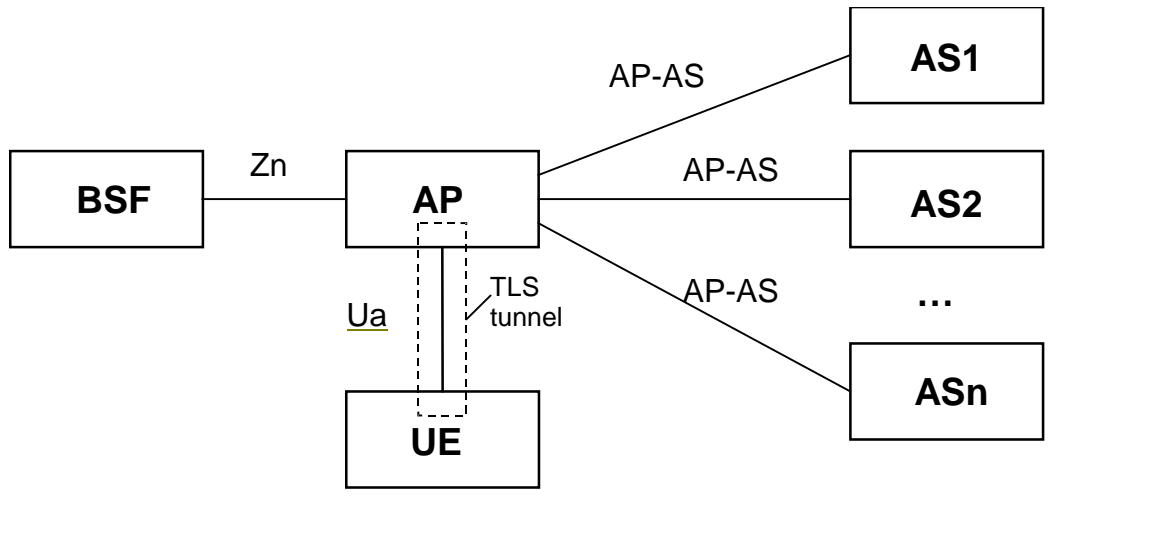 AS1
AP-AS
Zn
AP-AS
BSF
AP
AS2
TLS
tunnel
AP-AS
...
Ua
ASn
UE